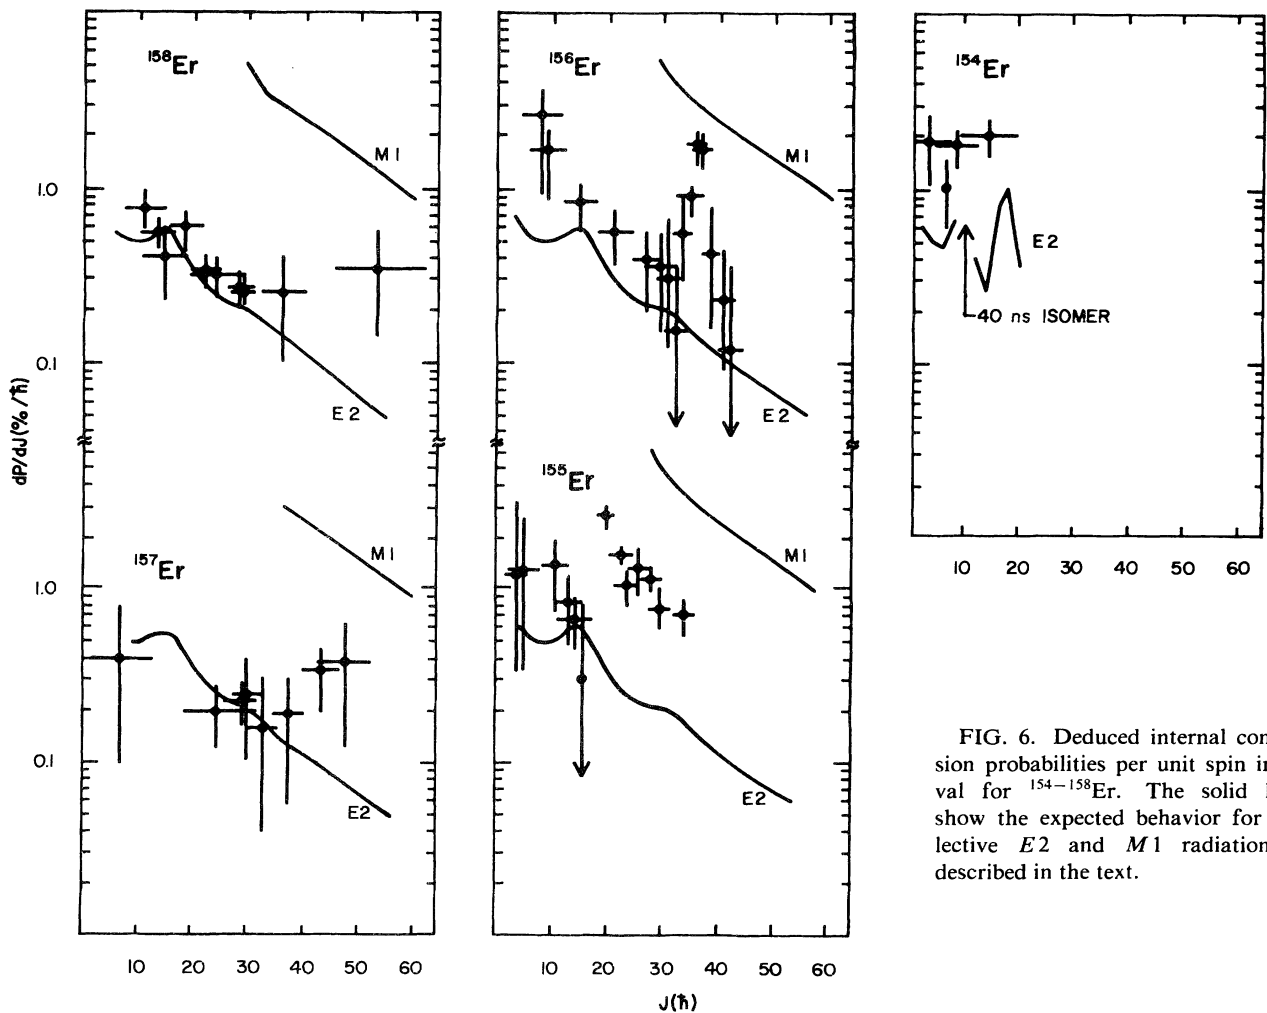 158Er
M1
1.0
0.1
E2
dP/dJ(%/ħ)
157Er
M1
1.0
0.1
E2
10 20 30 40 50 60
156Er
M1
E2
155Er
M1
E2
10 20 30 40 50 60
J(ħ)
154Er
E2
40 ns ISOMER
10 20 30 40 50 60
FIG. 6. Deduced internal con
sion probabilities per unit spin in
val for 154–158Er. The solid
show the expected behavior for
lective E2 and M1 radiation
described in the text.